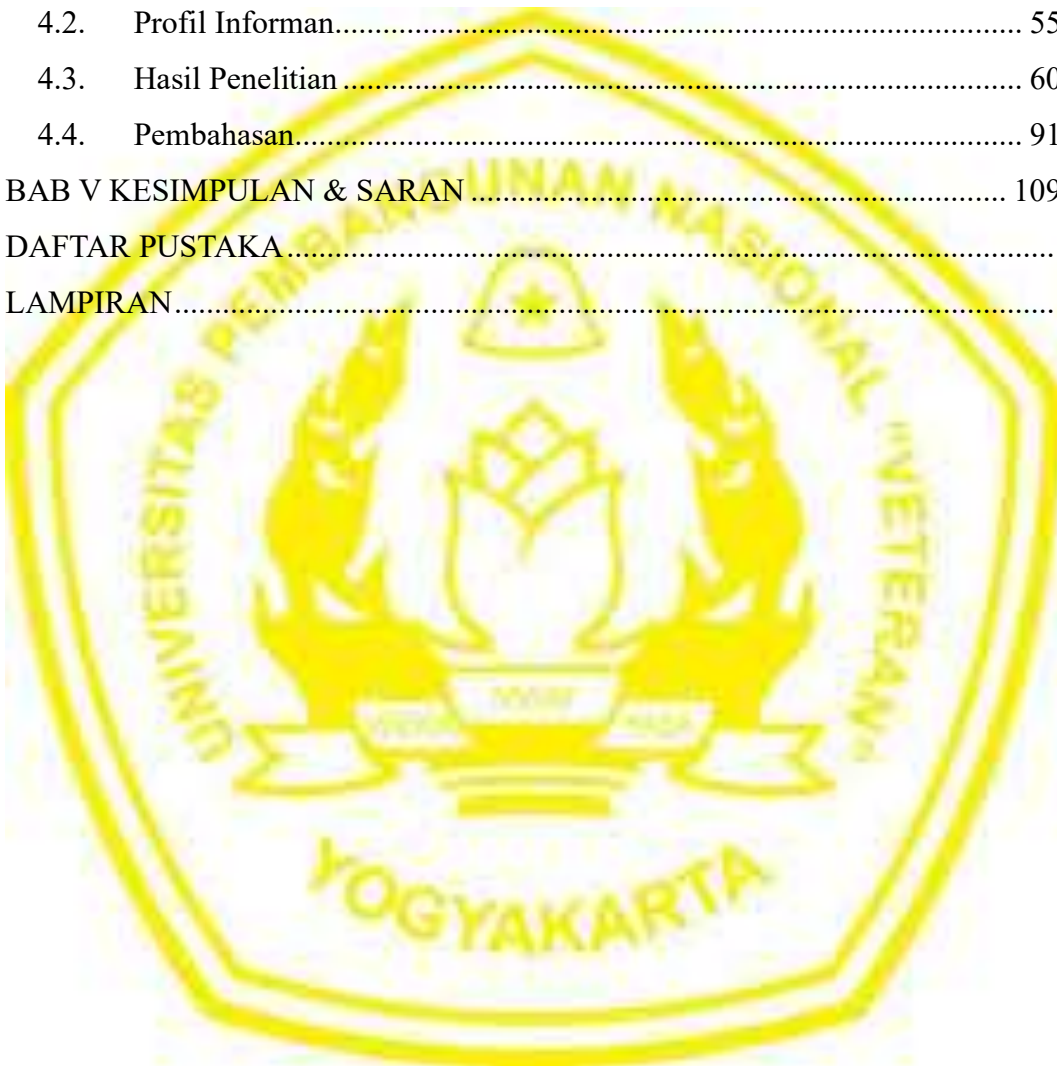 4.2. Profil Informan........................................................................................ 55
4.3. Hasil Penelitian ....................................................................................... 60
4.4. Pembahasan............................................................................................. 91
BAB V KESIMPULAN & SARAN .................................................................... 109
DAFTAR PUSTAKA.................................................................................................
LAMPIRAN...............................................................................................................
UNIVERSITAS PEMBANGUNAN NASIONAL "VETERAN"
YOGYAKARTA